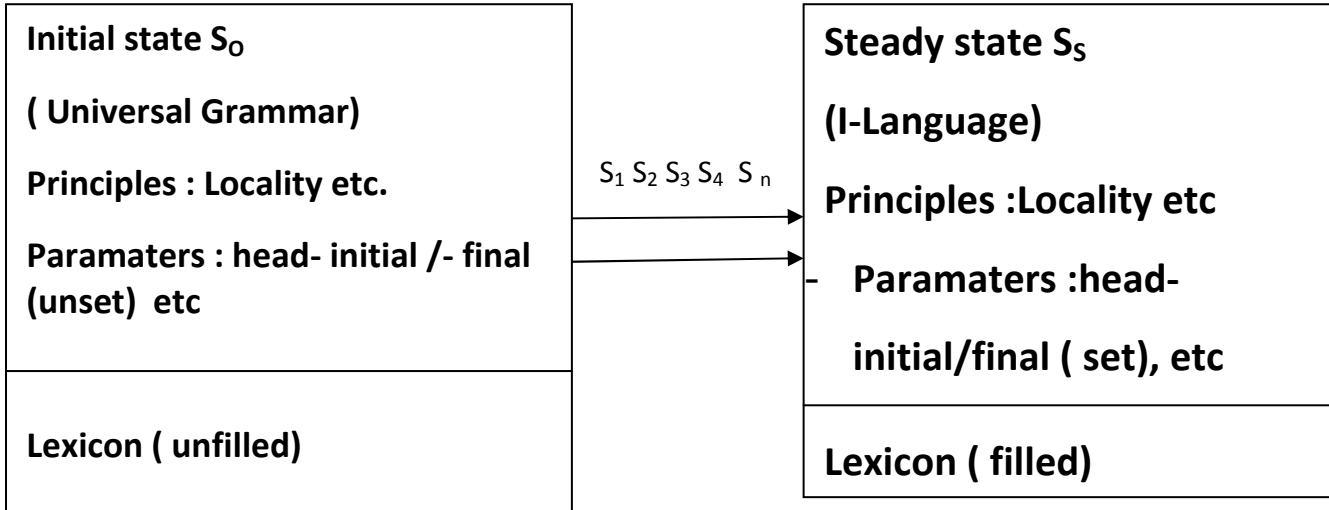 Initial state S₀
( Universal Grammar)
Principles : Locality etc.
Paramaters : head- initial /- final
(unset) etc
Lexicon ( unfilled)
S₁ S₂ S₃ S₄ S ₙ
Steady state Sₛ
(I-Language)
Principles :Locality etc
- Paramaters :head-
initial/final ( set), etc
Lexicon ( filled)